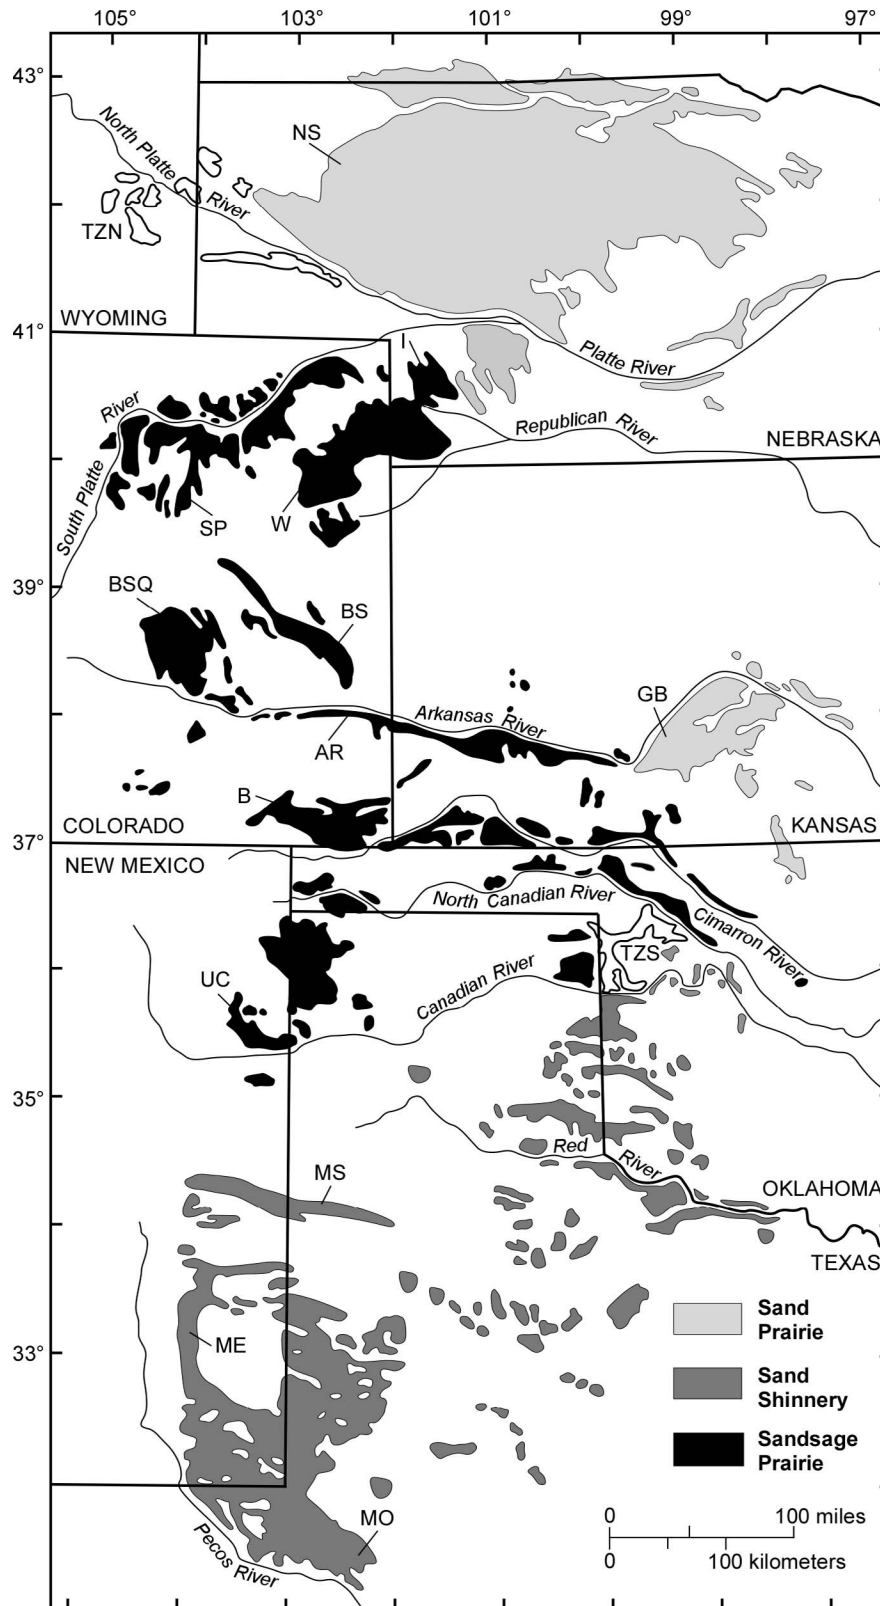 105°
103°
101°
99°
97°
43°
NS
North Platte
River
TZN
WYOMING
41°
I
Platte River
River
Republican River
NEBRASKA
South Platte
SP
W
39°
BSQ
BS
GB
Arkansas River
AR
B
COLORADO
KANSAS
37°
NEW MEXICO
North Canadian River
Cimarron River
TZS
UC
Canadian River
35°
Red
River
MS
OKLAHOMA
TEXAS
Sand
Prairie
ME
33°
Sand
Shinnery
Sandsage
Prairie
MO
0
100 miles
0
100 kilometers
Pecos River